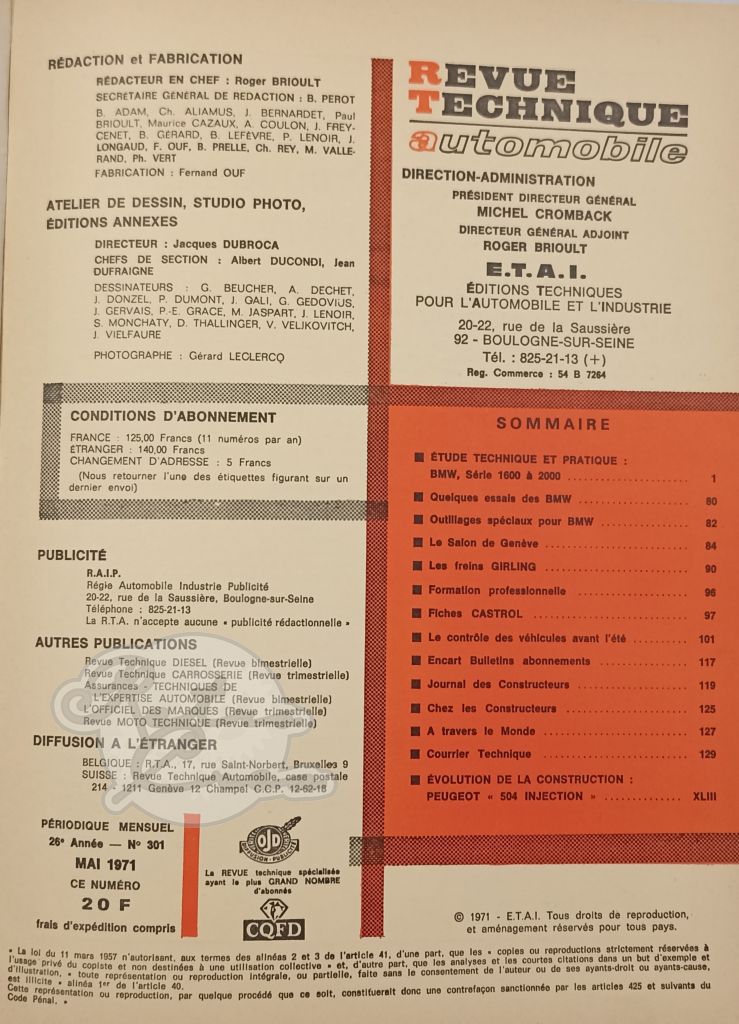 RÉDACTION et FABRICATION
RÉDACTEUR EN CHEF : Roger BRIOULT
SECRÉTAIRE GÉNÉRAL DE RÉDACTION : B. PEROT
B. ADAM, Ch. ALIAMUS, J. BERNARDET, Paul
BRIOULT, Maurice CAZAUX, A. COULON, J. FREY-
CENET, B. GÉRARD, B. LEFÈVRE, P. LENOIR, J.
LONGAUD, F. OUF, B. PRELLE, Ch. REY, M. VALLE-
RAND, Ph. VERT
FABRICATION : Fernand OUF
ATELIER DE DESSIN, STUDIO PHOTO,
ÉDITIONS ANNEXES
DIRECTEUR : Jacques DUBROCA
CHEFS DE SECTION : Albert DUCONDI, Jean
DUFRAIGNE
DESSINATEURS : G. BEUCHER, A. DECHET,
J. DONZEL, P. DUMONT, J. GALI, G. GEDOVIUS,
J. GERVAIS, P.-E. GRACE, M. JASPART, J. LENOIR,
S. MONCHATY, D. THALLINGER, V. VELJKOVITCH,
J. VIELFAURE
PHOTOGRAPHE : Gérard LECLERCQ
CONDITIONS D'ABONNEMENT
FRANCE : 125,00 Francs (11 numéros par an)
ÉTRANGER : 140,00 Francs
CHANGEMENT D'ADRESSE : 5 Francs
(Nous retourner l'une des étiquettes figurant sur un
dernier envoi)
PUBLICITÉ
R.A.I.P.
Régie Automobile Industrie Publicité
20-22, rue de la Saussière, Boulogne-sur-Seine
Téléphone : 825-21-13
La R.T.A. n'accepte aucune « publicité rédactionnelle »
AUTRES PUBLICATIONS
Revue Technique DIESEL (Revue bimestrielle)
Revue Technique CARROSSERIE (Revue trimestrielle)
Assurances - TECHNIQUES DE
L'EXPERTISE AUTOMOBILE (Revue bimestrielle)
L'OFFICIEL DES MARQUES (Revue trimestrielle)
Revue MOTO TECHNIQUE (Revue trimestrielle)
DIFFUSION A L'ÉTRANGER
BELGIQUE : R.T.A., 17, rue Saint-Norbert, Bruxelles 9
SUISSE : Revue Technique Automobile, case postale
214 - 1211 Genève 12 Champel C.C.P. 12-62-18
PÉRIODIQUE MENSUEL
26e Année — No 301
MAI 1971
CE NUMÉRO
20 F
frais d'expédition compris
OJD
DIFFUSION - PUBLICITÉ
La REVUE technique spécialisée
ayant le plus GRAND NOMBRE
d'abonnés
CQFD
REVUE
TECHNIQUE
automobile
DIRECTION-ADMINISTRATION
PRÉSIDENT DIRECTEUR GÉNÉRAL
MICHEL CROMBACK
DIRECTEUR GÉNÉRAL ADJOINT
ROGER BRIOULT
E.T.A.I.
ÉDITIONS TECHNIQUES
POUR L'AUTOMOBILE ET L'INDUSTRIE
20-22, rue de la Saussière
92 - BOULOGNE-SUR-SEINE
Tél. : 825-21-13 (+)
Reg. Commerce : 54 B 7264
SOMMAIRE
ÉTUDE TECHNIQUE ET PRATIQUE :
BMW, Série 1600 à 2000 ........ 1
Quelques essais des BMW ........ 80
Outillages spéciaux pour BMW ........ 82
Le Salon de Genève ........ 84
Les freins GIRLING ........ 90
Formation professionnelle ........ 96
Fiches CASTROL ........ 97
Le contrôle des véhicules avant l'été ........ 101
Encart Bulletins abonnements ........ 117
Journal des Constructeurs ........ 119
Chez les Constructeurs ........ 125
A travers le Monde ........ 127
Courrier Technique ........ 129
ÉVOLUTION DE LA CONSTRUCTION :
PEUGEOT « 504 INJECTION » ........ XLIII
© 1971 - E.T.A.I. Tous droits de reproduction,
et aménagement réservés pour tous pays.
« La loi du 11 mars 1957 n'autorisant, aux termes des alinéas 2 et 3 de l'article 41, d'une part, que les « copies ou reproductions strictement réservées à
l'usage privé du copiste et non destinées à une utilisation collective » et, d'autre part, que les analyses et les courtes citations dans un but d'exemple et
d'illustration, « toute représentation ou reproduction intégrale, ou partielle, faite sans le consentement de l'auteur ou de ses ayants-droit ou ayants-cause,
est illicite » alinéa 1er de l'article 40.
Cette représentation ou reproduction, par quelque procédé que ce soit, constituerait donc une contrefaçon sanctionnée par les articles 425 et suivants du
Code Pénal. »